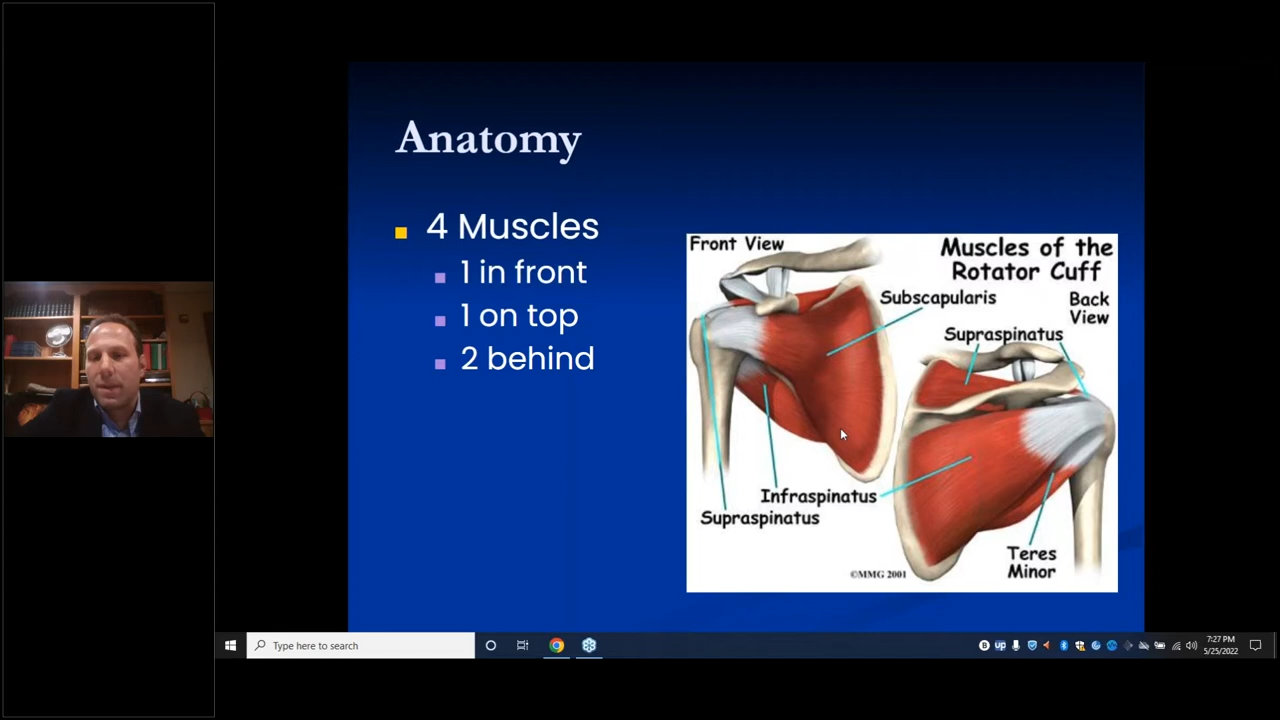 Anatomy
4 Muscles
1 in front
1 on top
2 behind
Front View
Muscles of the
Rotator Cuff
Subscapularis
Back
View
Supraspinatus
Infraspinatus
Supraspinatus
Teres
Minor
©MMG 2001
Type here to search
up
7:27 PM
5/25/2022